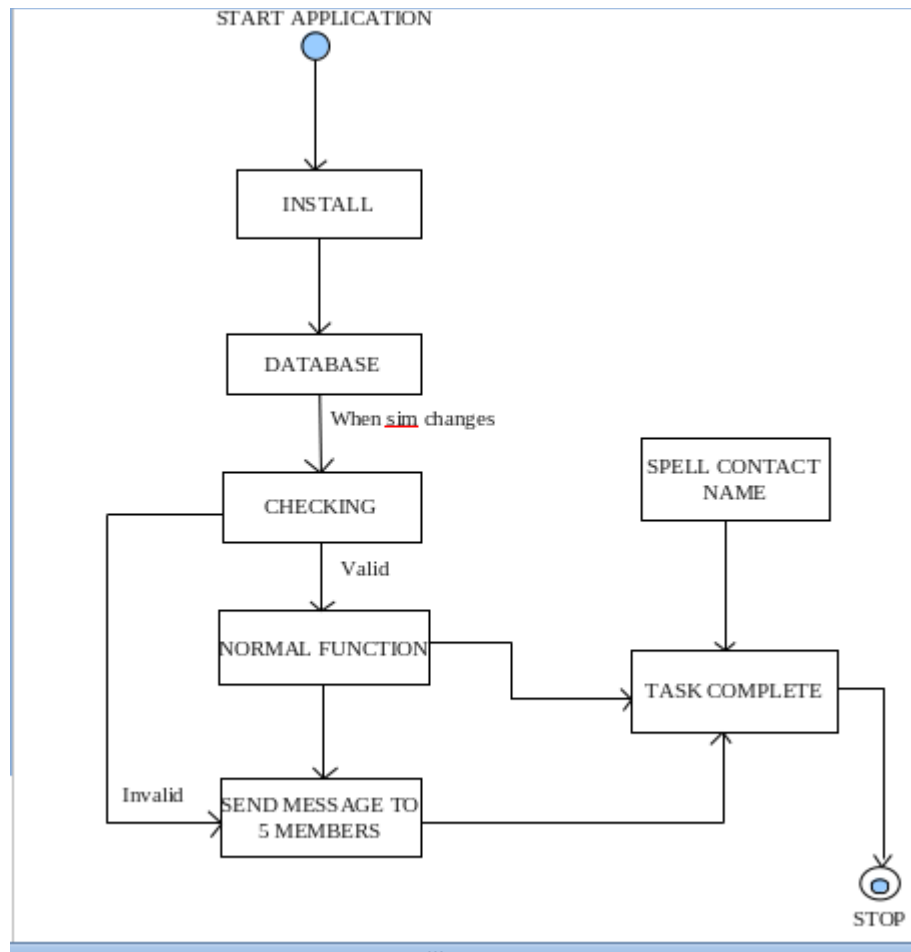 START APPLICATION
INSTALL
DATABASE
When sim changes
SPELL CONTACT
NAME
CHECKING
Valid
NORMAL FUNCTION
TASK COMPLETE
Invalid
SEND MESSAGE TO
5 MEMBERS
STOP